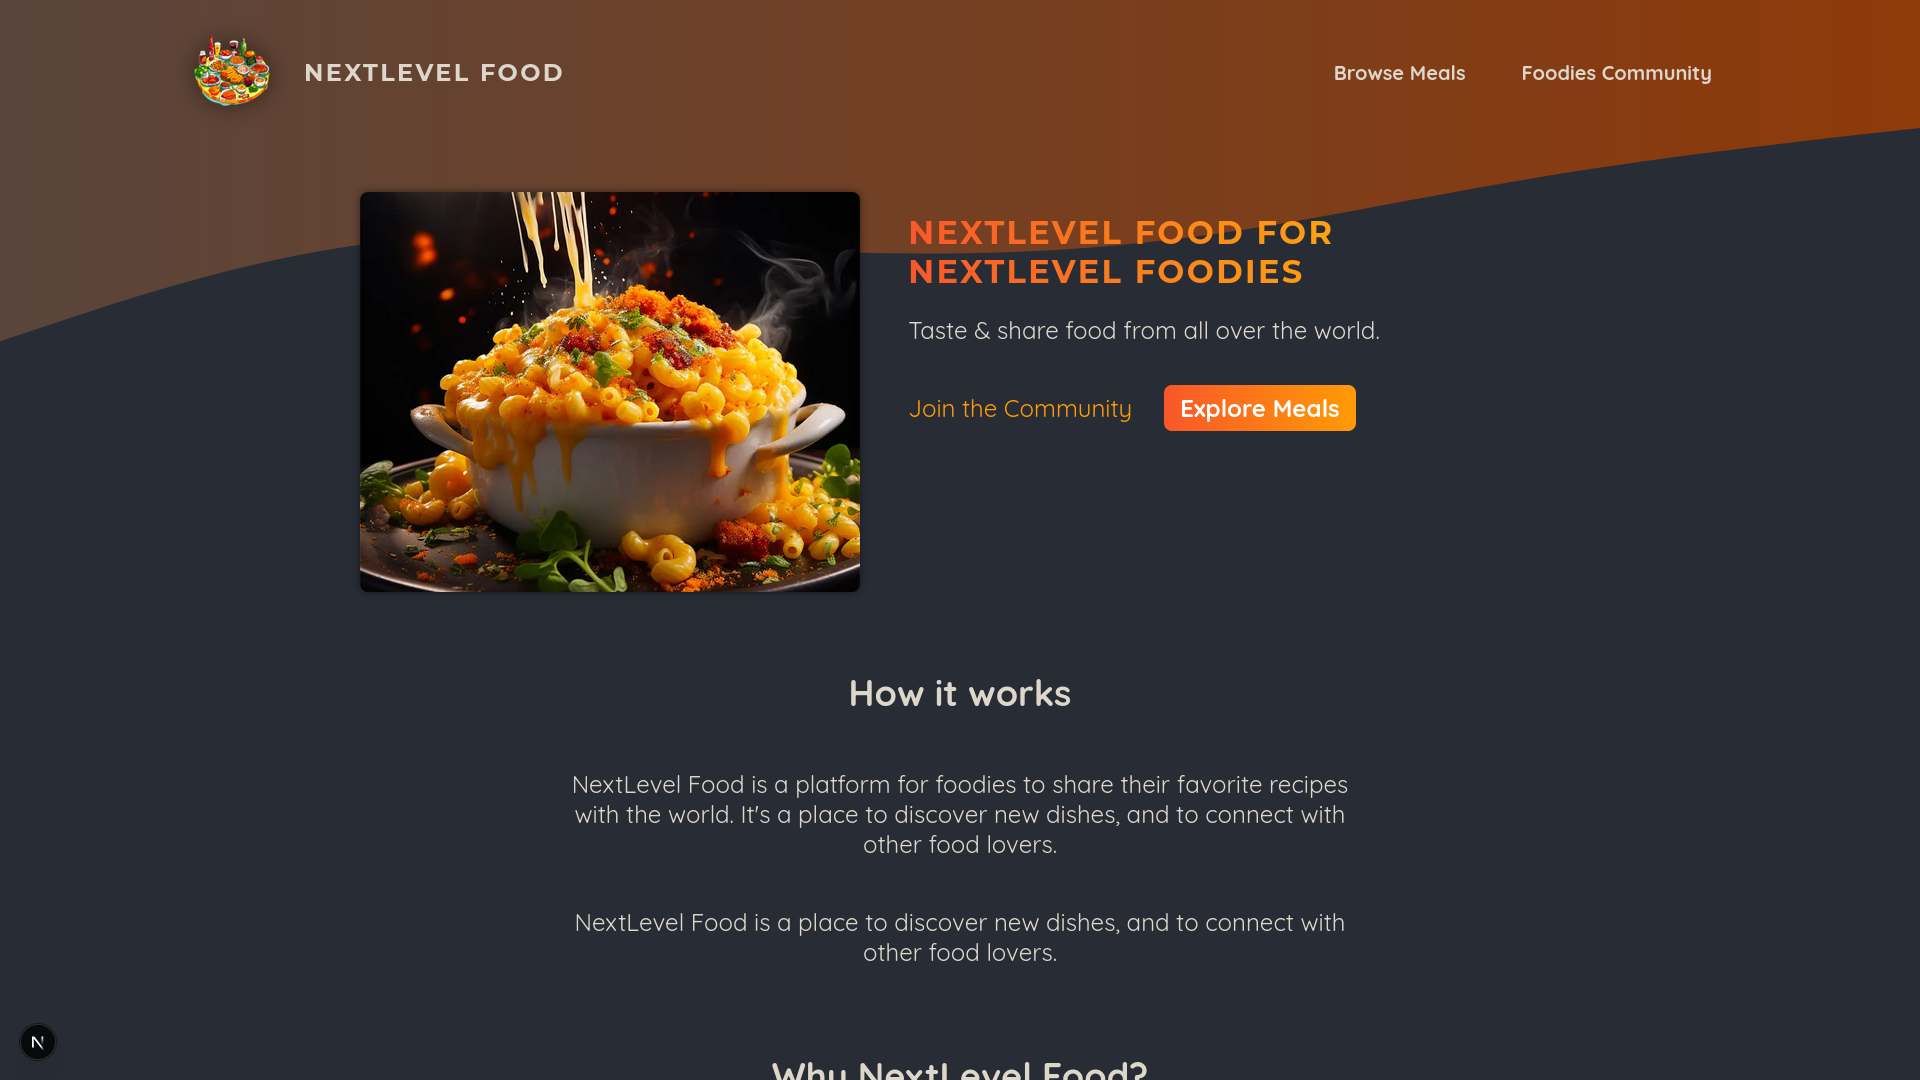 NEXTLEVEL FOOD
Browse Meals
Foodies Community
NEXTLEVEL FOOD FOR
NEXTLEVEL FOODIES
Taste & share food from all over the world.
Join the Community
Explore Meals
How it works
NextLevel Food is a platform for foodies to share their favorite recipes
with the world. It's a place to discover new dishes, and to connect with
other food lovers.
NextLevel Food is a place to discover new dishes, and to connect with
other food lovers.
N
Why NextLevel Food?